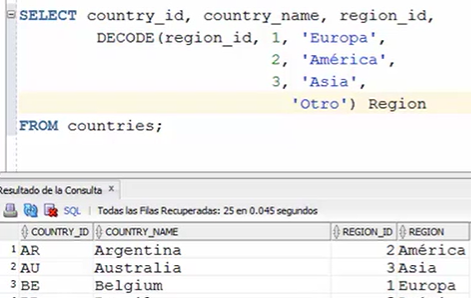 SELECT country_id, country_name, region_id,
DECODE(region_id, 1, 'Europa',
2, 'América',
3, 'Asia',
'Otro') Region
FROM countries;
Resultado de la Consulta x
SQL | Todas las Filas Recuperadas: 25 en 0.045 segundos
COUNTRY_ID COUNTRY_NAME REGION_ID REGION
1 AR Argentina 2 América
2 AU Australia 3 Asia
3 BE Belgium 1 Europa